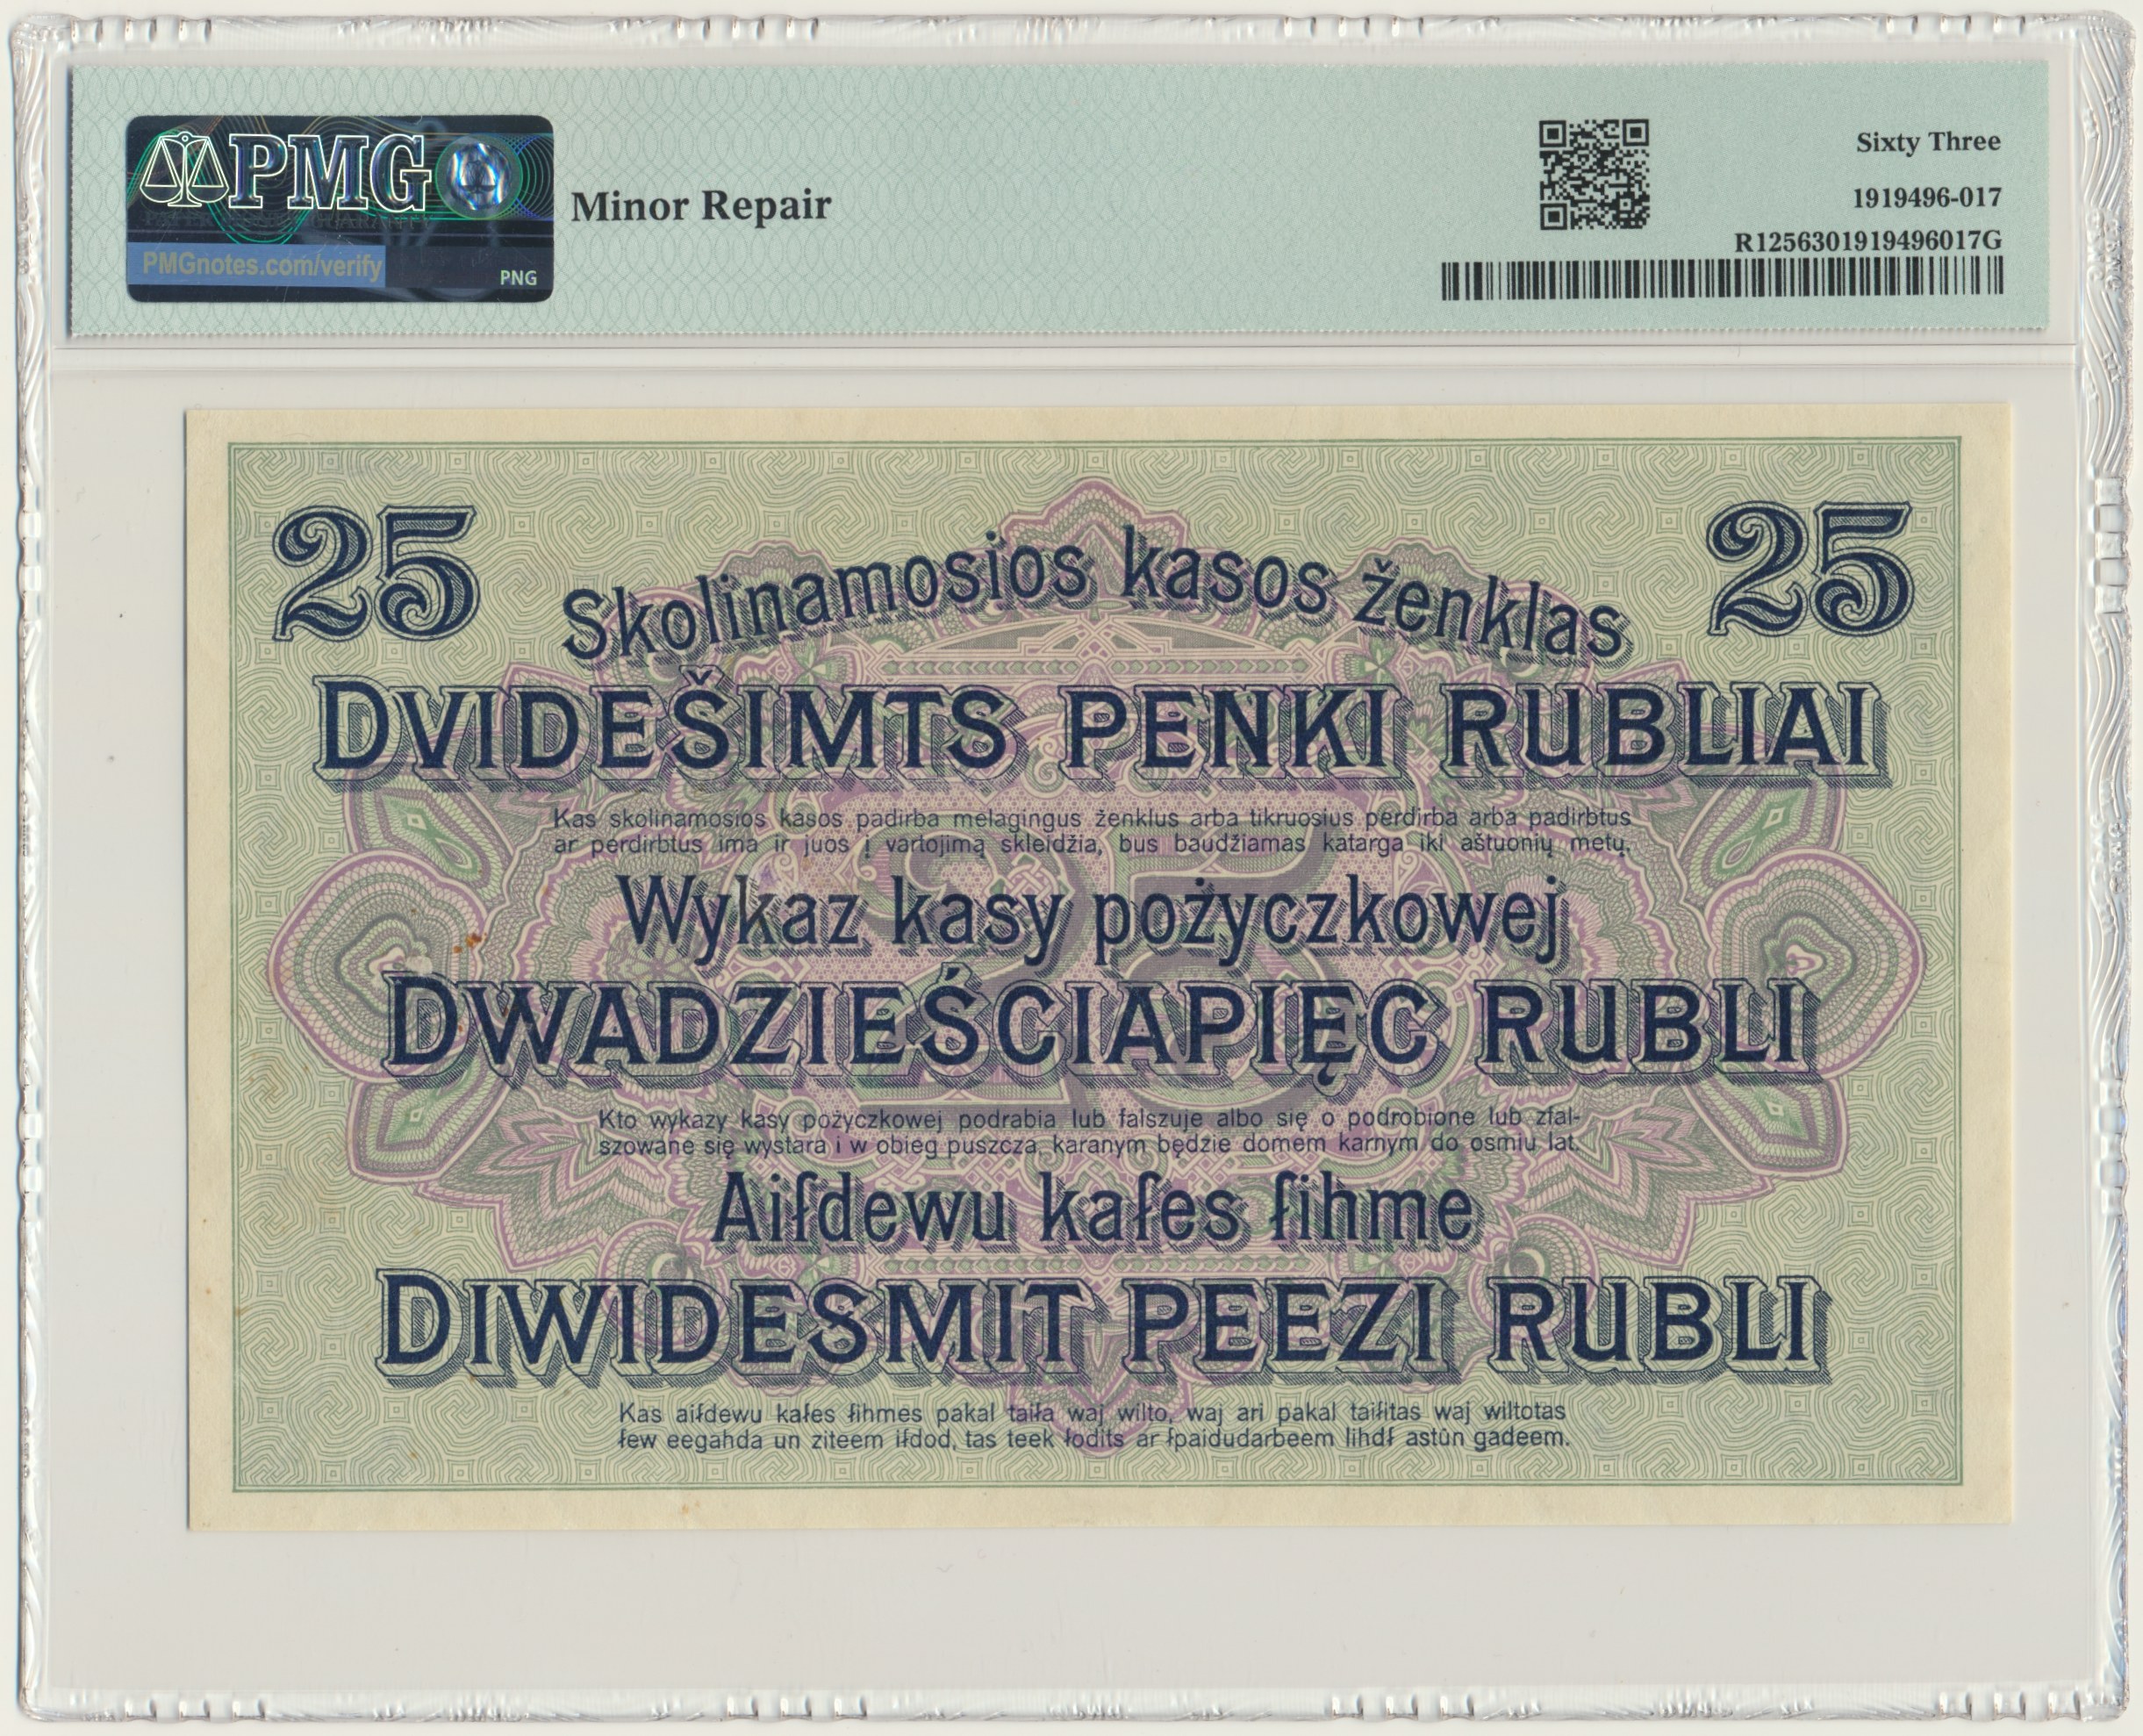 PMG
PMGnotes.com/verify
PNG
Minor Repair
Sixty Three
1919496-017
R1256301919496017G
25
25
Skolinamosios kasos ženklas
DVIDEŠIMTS PENKI RUBLIAI
Kas skolinamosios kasos padirba melagingus ženklus arba tikruosius perdirba arba padirbtus
ar perdirbtus ima ir juos į vartojimą skleidžia, bus baudžiamas katarga iki aštuonių metų.
Wykaz kasy pożyczkowej
DWADZIEŚCIAPIĘC RUBLI
Kto wykazy kasy pożyczkowej podrabia lub falszuje albo się o podrobione lub zfal-
szowane się wystara i w obieg puszcza, karanym będzie domem karnym do osmiu lat.
Aiſdewu kaſes ſihme
DIWIDESMIT PEEZI RUBLI
Kas aiſdewu kaſes ſihmes pakaļ taiſa waj wilto, waj ari pakaļ taiſitas waj wiltotas
ſew eegahda un ziteem iſdod, tas teek ſodits ar ſpaidudarbeem lihdſ astûn gadeem.